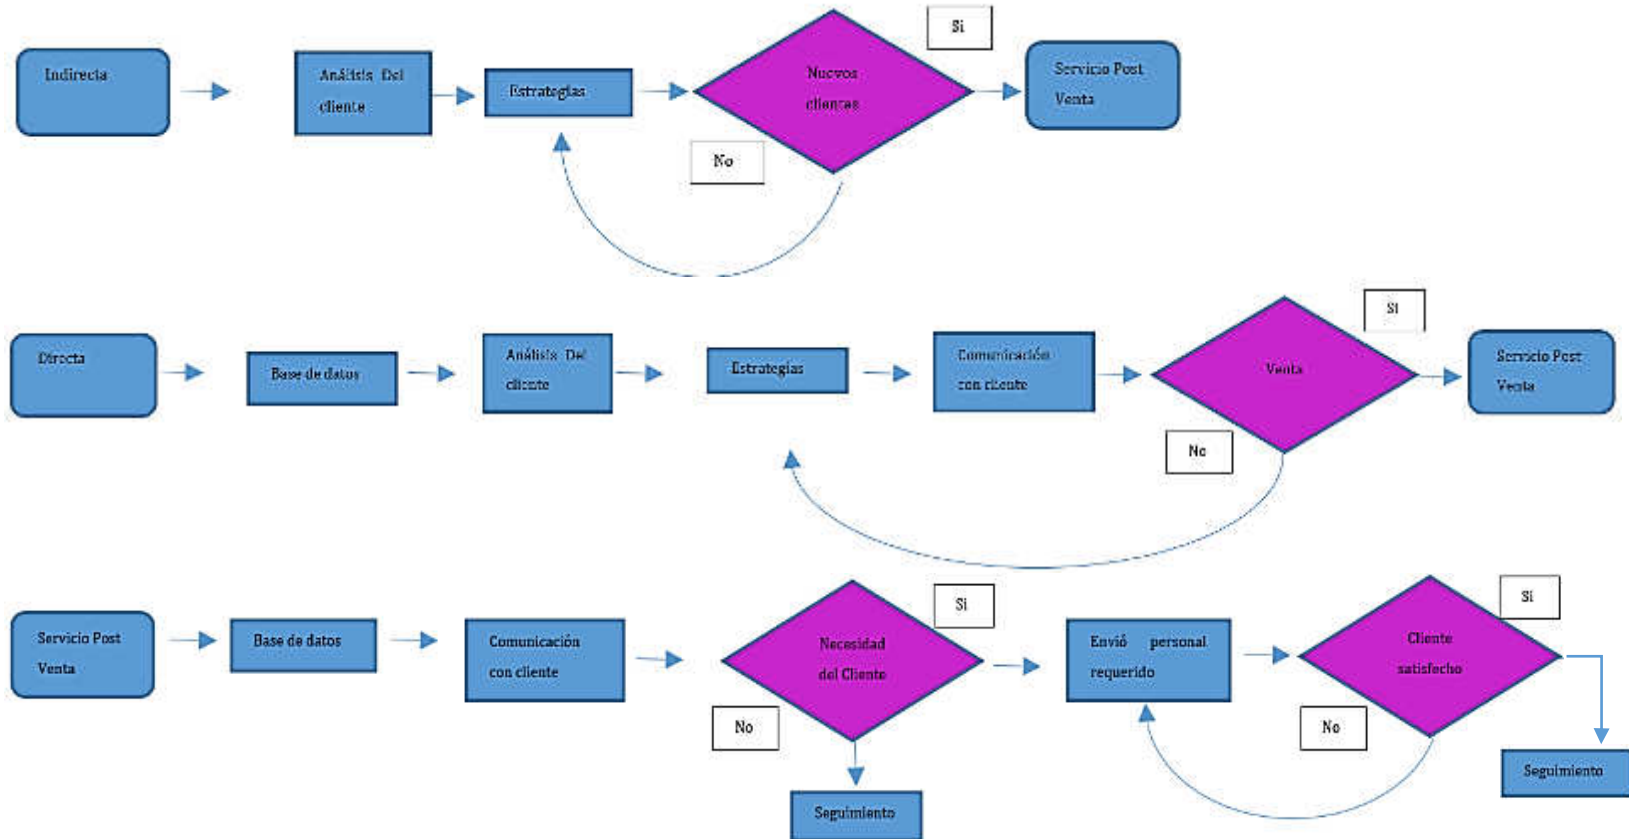 Si
Indirecta
Análisis Del
cliente
Estrategias
Nuevos
clientes
Servicio Post
Venta
No
Si
Directa
Base de datos
Análisis Del
cliente
Estrategias
Comunicación
con cliente
Venta
Servicio Post
Venta
No
Si
Si
Servicio Post
Venta
Base de datos
Comunicación
con cliente
Necesidad
del Cliente
Envió personal
requerido
Cliente
satisfecho
No
No
Seguimiento
Seguimiento